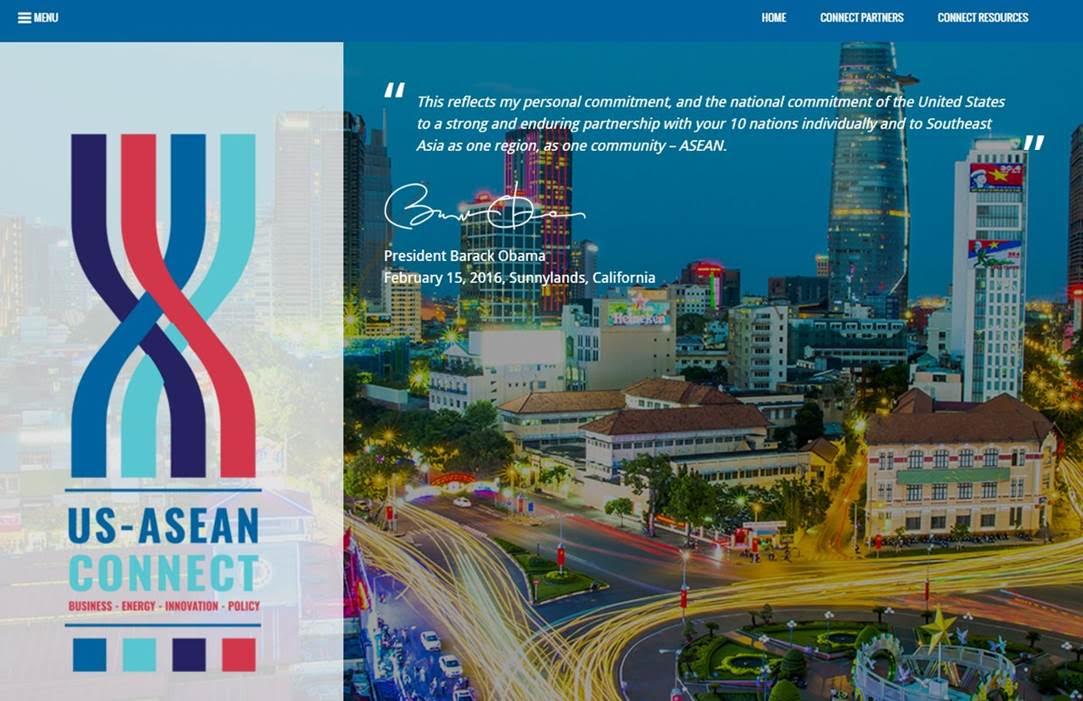 MENU
HOME
CONNECT PARTNERS
CONNECT RESOURCES
“ This reflects my personal commitment, and the national commitment of the United States
to a strong and enduring partnership with your 10 nations individually and to Southeast
Asia as one region, as one community – ASEAN. ”
President Barack Obama
February 15, 2016, Sunnylands, California
Heineken
US-ASEAN
CONNECT
BUSINESS - ENERGY - INNOVATION - POLICY